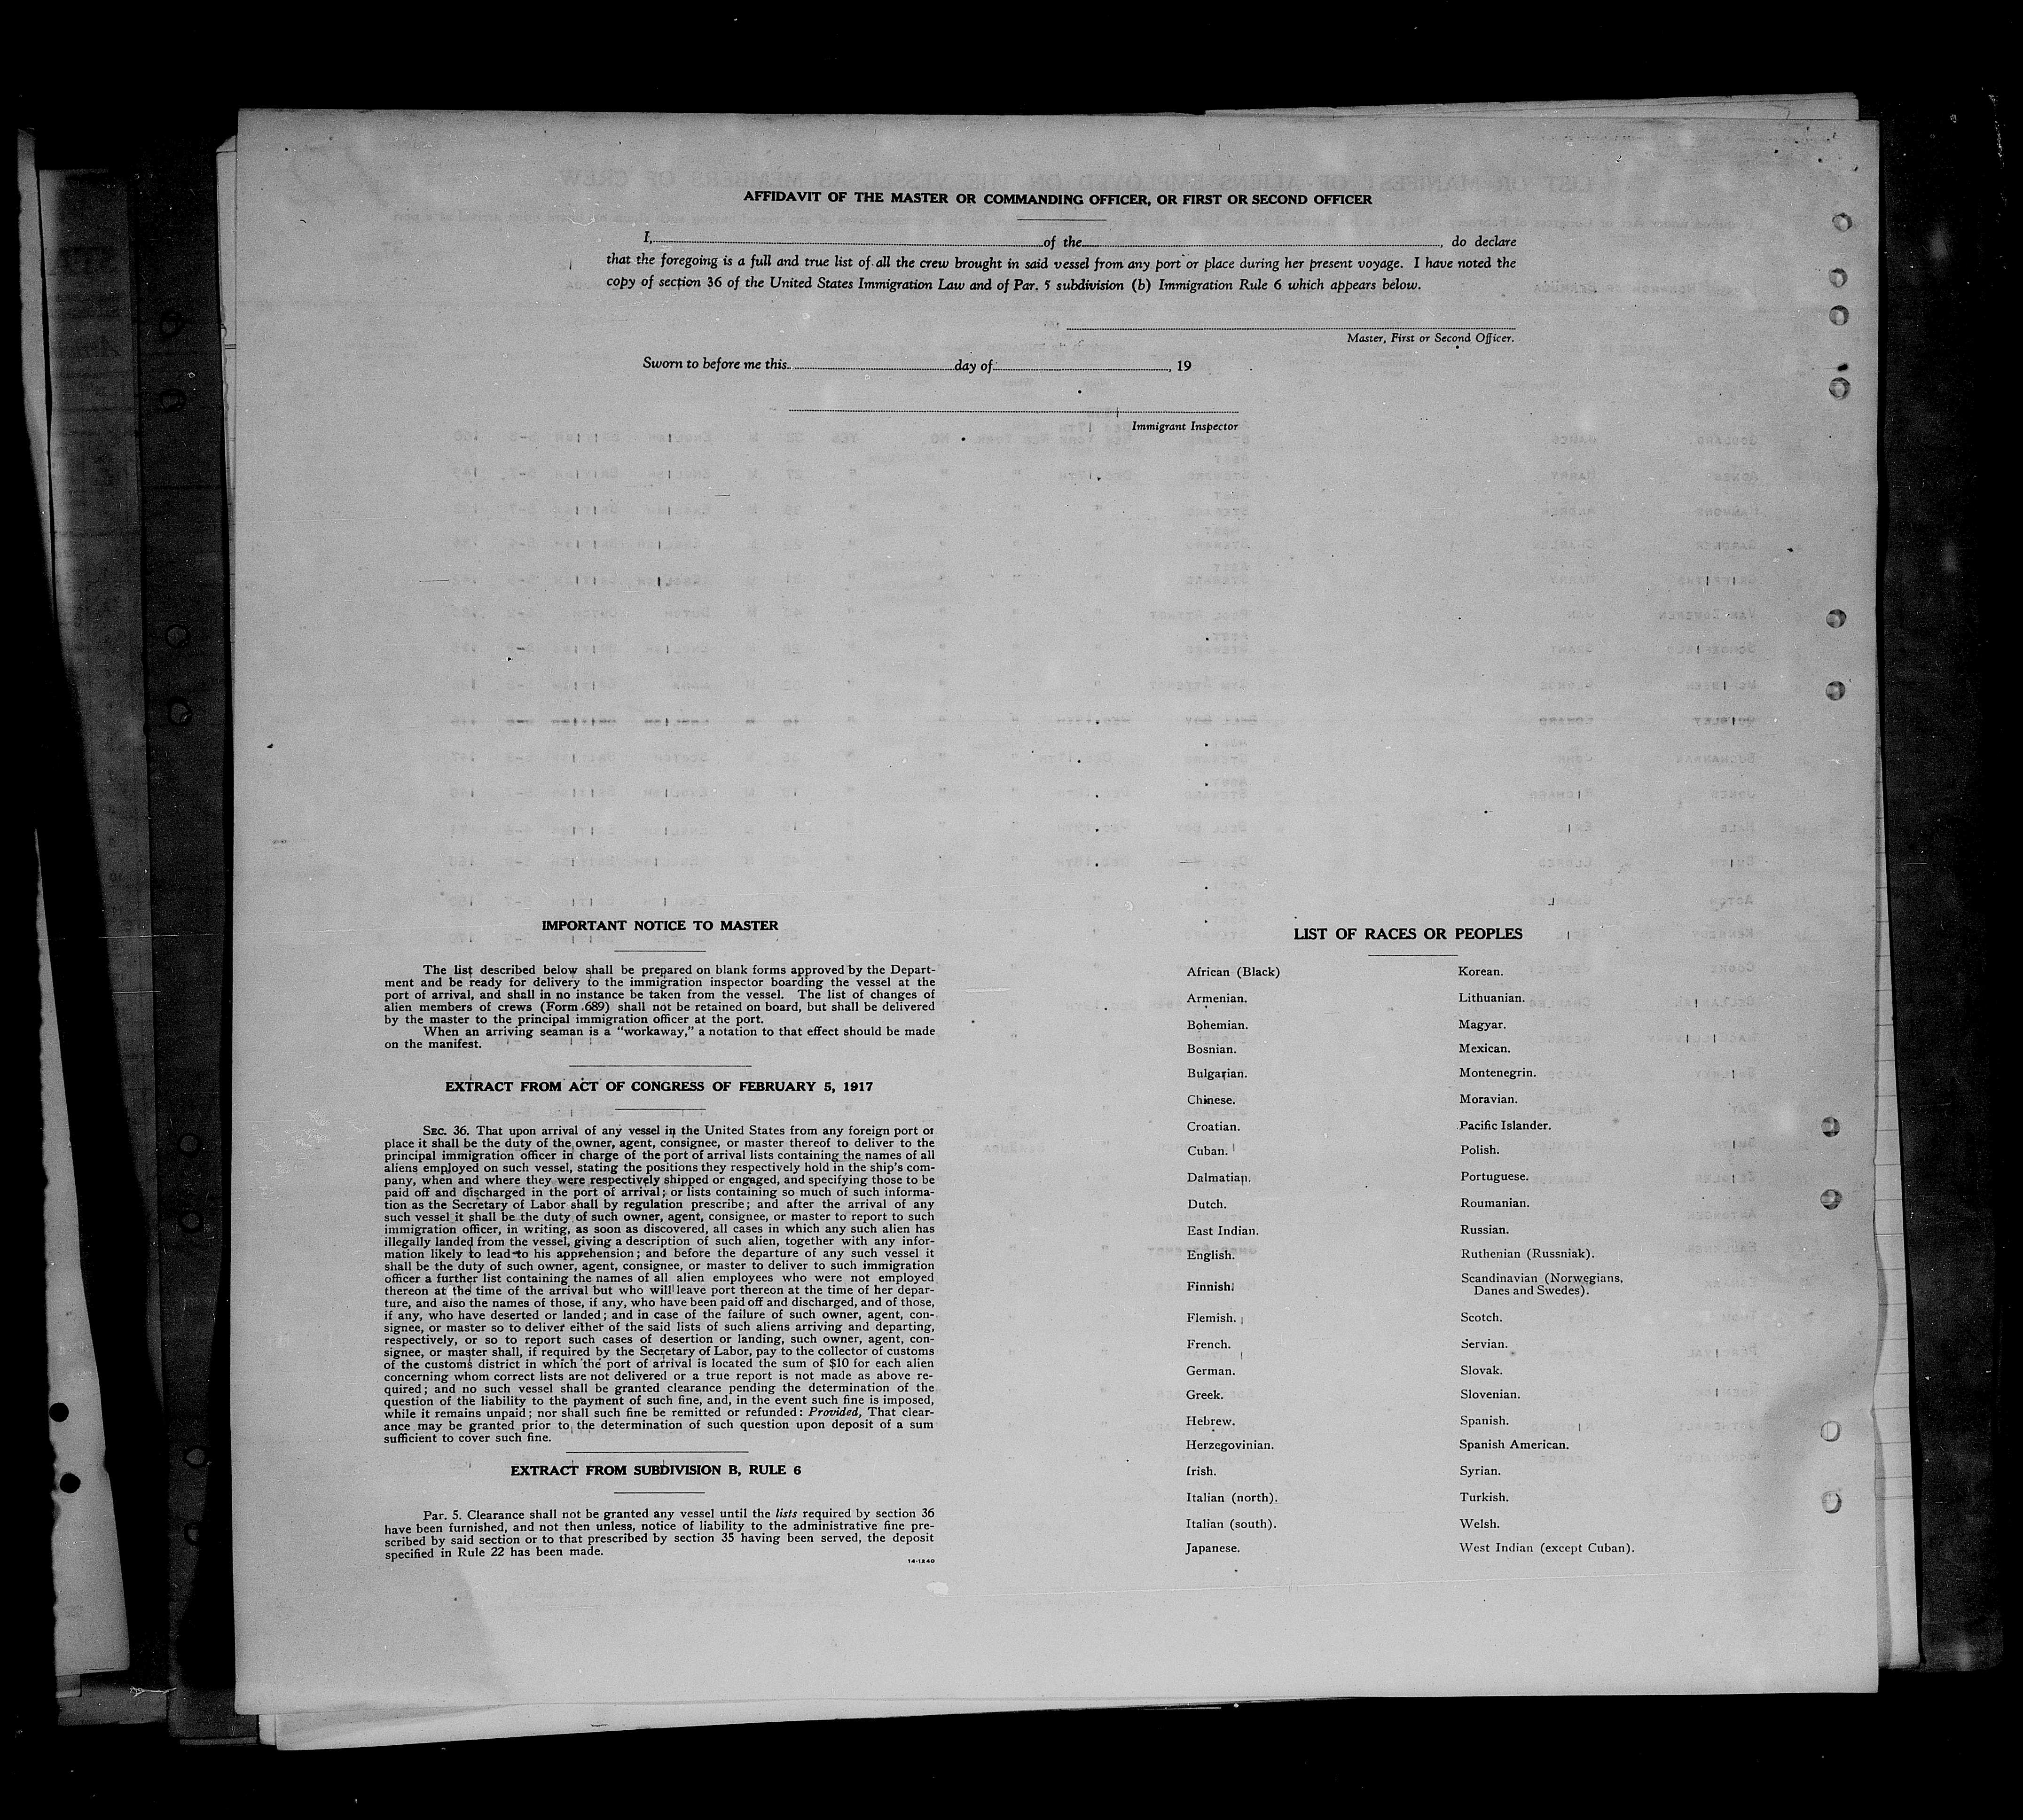 AFFIDAVIT OF THE MASTER OR COMMANDING OFFICER, OR FIRST OR SECOND OFFICER
I, of the , do declare
that the foregoing is a full and true list of all the crew brought in said vessel from any port or place during her present voyage. I have noted the
copy of section 36 of the United States Immigration Law and of Par. 5 subdivision (b) Immigration Rule 6 which appears below.
Master, First or Second Officer.
Sworn to before me this day of , 19
Immigrant Inspector
IMPORTANT NOTICE TO MASTER
The list described below shall be prepared on blank forms approved by the Depart-
ment and be ready for delivery to the immigration inspector boarding the vessel at the
port of arrival, and shall in no instance be taken from the vessel. The list of changes of
alien members of crews (Form 689) shall not be retained on board, but shall be delivered
by the master to the principal immigration officer at the port.
When an arriving seaman is a "workaway," a notation to that effect should be made
on the manifest.
EXTRACT FROM ACT OF CONGRESS OF FEBRUARY 5, 1917
SEC. 36. That upon arrival of any vessel in the United States from any foreign port or
place it shall be the duty of the owner, agent, consignee, or master thereof to deliver to the
principal immigration officer in charge of the port of arrival lists containing the names of all
aliens employed on such vessel, stating the positions they respectively hold in the ship's com-
pany, when and where they were respectively shipped or engaged, and specifying those to be
paid off and discharged in the port of arrival; or lists containing so much of such informa-
tion as the Secretary of Labor shall by regulation prescribe; and after the arrival of any
such vessel it shall be the duty of such owner, agent, consignee, or master to report to such
immigration officer, in writing, as soon as discovered, all cases in which any such alien has
illegally landed from the vessel, giving a description of such alien, together with any infor-
mation likely to lead to his apprehension; and before the departure of any such vessel it
shall be the duty of such owner, agent, consignee, or master to deliver to such immigration
officer a further list containing the names of all alien employees who were not employed
thereon at the time of the arrival but who will leave port thereon at the time of her depar-
ture, and also the names of those, if any, who have been paid off and discharged, and of those,
if any, who have deserted or landed; and in case of the failure of such owner, agent, con-
signee, or master so to deliver either of the said lists of such aliens arriving and departing,
respectively, or so to report such cases of desertion or landing, such owner, agent, con-
signee, or master shall, if required by the Secretary of Labor, pay to the collector of customs
of the customs district in which the port of arrival is located the sum of $10 for each alien
concerning whom correct lists are not delivered or a true report is not made as above re-
quired; and no such vessel shall be granted clearance pending the determination of the
question of the liability to the payment of such fine, and, in the event such fine is imposed,
while it remains unpaid; nor shall such fine be remitted or refunded: Provided, That clear-
ance may be granted prior to the determination of such question upon deposit of a sum
sufficient to cover such fine.
EXTRACT FROM SUBDIVISION B, RULE 6
Par. 5. Clearance shall not be granted any vessel until the lists required by section 36
have been furnished, and not then unless, notice of liability to the administrative fine pre-
scribed by said section or to that prescribed by section 35 having been served, the deposit
specified in Rule 22 has been made.
14-1240
LIST OF RACES OR PEOPLES
African (Black)
Armenian.
Bohemian.
Bosnian.
Bulgarian.
Chinese.
Croatian.
Cuban.
Dalmatian.
Dutch.
East Indian.
English.
Finnish.
Flemish.
French.
German.
Greek.
Hebrew.
Herzegovinian.
Irish.
Italian (north).
Italian (south).
Japanese.
Korean.
Lithuanian.
Magyar.
Mexican.
Montenegrin.
Moravian.
Pacific Islander.
Polish.
Portuguese.
Roumanian.
Russian.
Ruthenian (Russniak).
Scandinavian (Norwegians,
Danes and Swedes).
Scotch.
Servian.
Slovak.
Slovenian.
Spanish.
Spanish American.
Syrian.
Turkish.
Welsh.
West Indian (except Cuban).